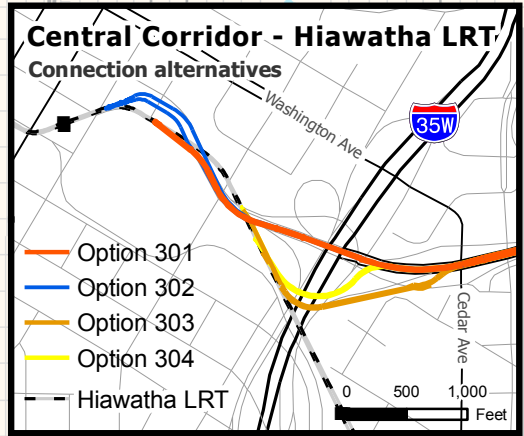 Central Corridor - Hiawatha LRT
Connection alternatives
Washington Ave
35W
Option 301
Option 302
Option 303
Option 304
Hiawatha LRT
Cedar Ave
0 500 1,000
Feet